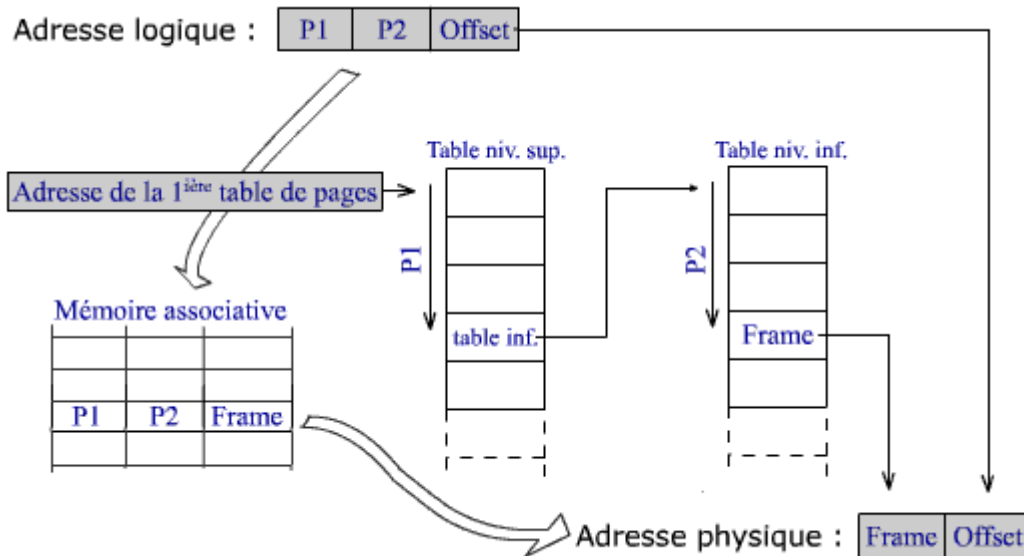 Adresse logique : P1 P2 Offset
Table niv. sup.
Table niv. inf.
Adresse de la 1ière table de pages
P1
P2
Mémoire associative
table inf.
Frame
P1 P2 Frame
Adresse physique : Frame Offset